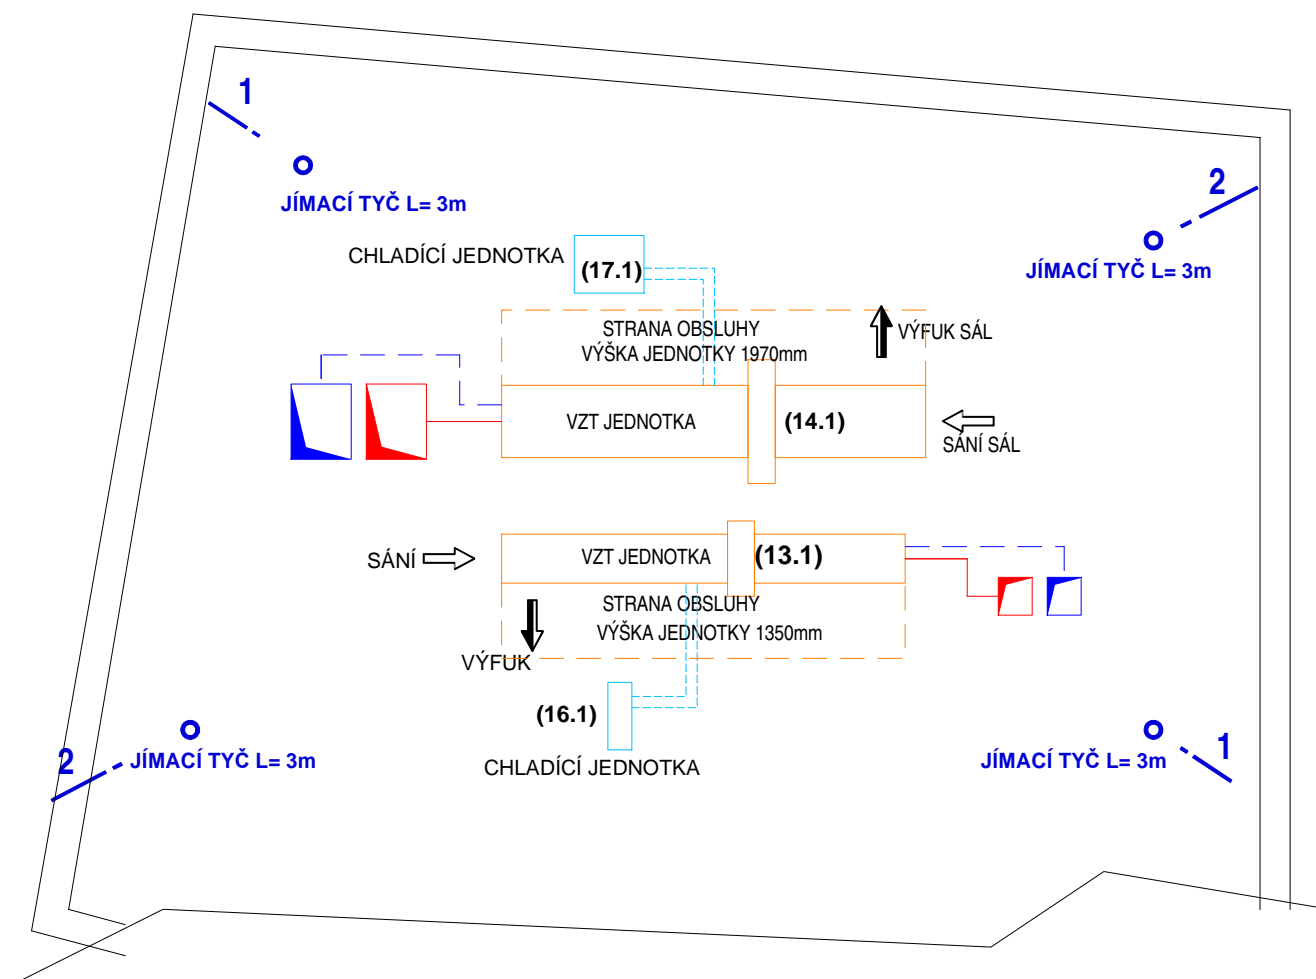 1
JÍMACÍ TYČ L= 3m
2
JÍMACÍ TYČ L= 3m
CHLADÍCÍ JEDNOTKA
(17.1)
STRANA OBSLUHY
VÝŠKA JEDNOTKY 1970mm
VÝFUK SÁL
VZT JEDNOTKA
(14.1)
SÁNÍ SÁL
SÁNÍ
VZT JEDNOTKA
(13.1)
STRANA OBSLUHY
VÝŠKA JEDNOTKY 1350mm
VÝFUK
(16.1)
CHLADÍCÍ JEDNOTKA
2
JÍMACÍ TYČ L= 3m
JÍMACÍ TYČ L= 3m
1